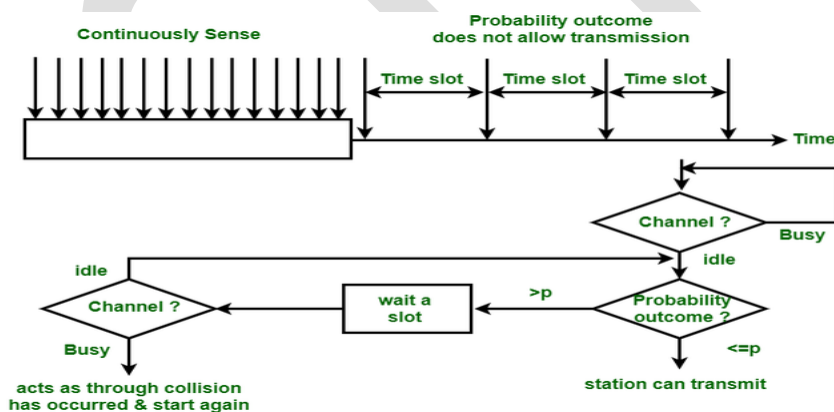 Continuously Sense
Probability outcome
does not allow transmission
Time slot
Time slot
Time slot
Time
Channel ?
Busy
idle
Probability
outcome ?
>p
<=p
station can transmit
wait a
slot
idle
Channel ?
Busy
acts as through collision
has occurred & start again